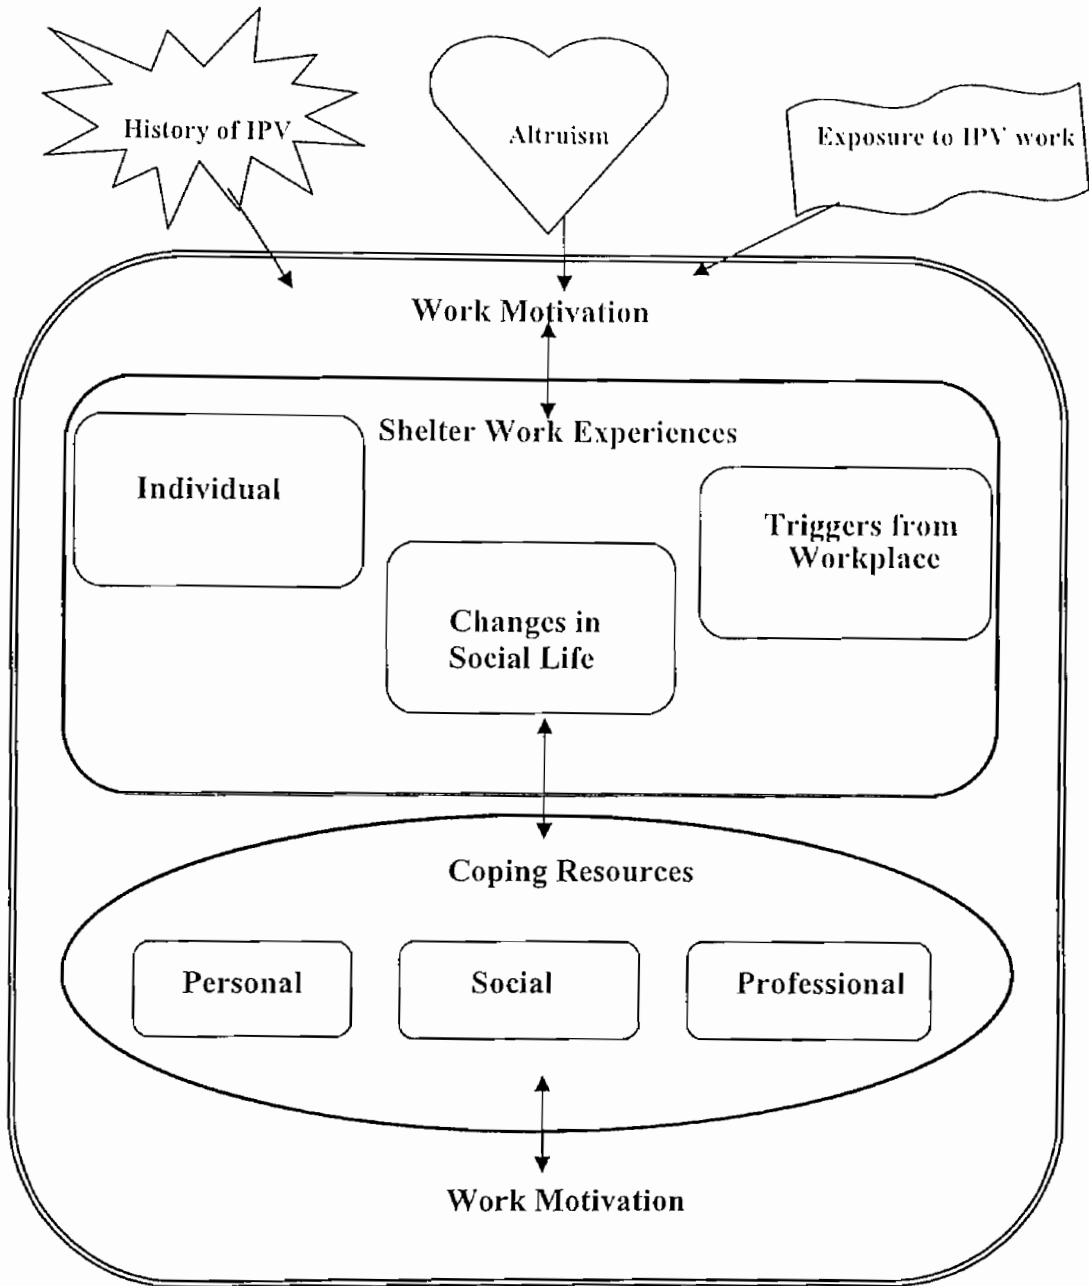 History of IPV
Altruism
Exposure to IPV work
Work Motivation
Shelter Work Experiences
Individual
Triggers from
Workplace
Changes in
Social Life
Coping Resources
Personal
Social
Professional
Work Motivation